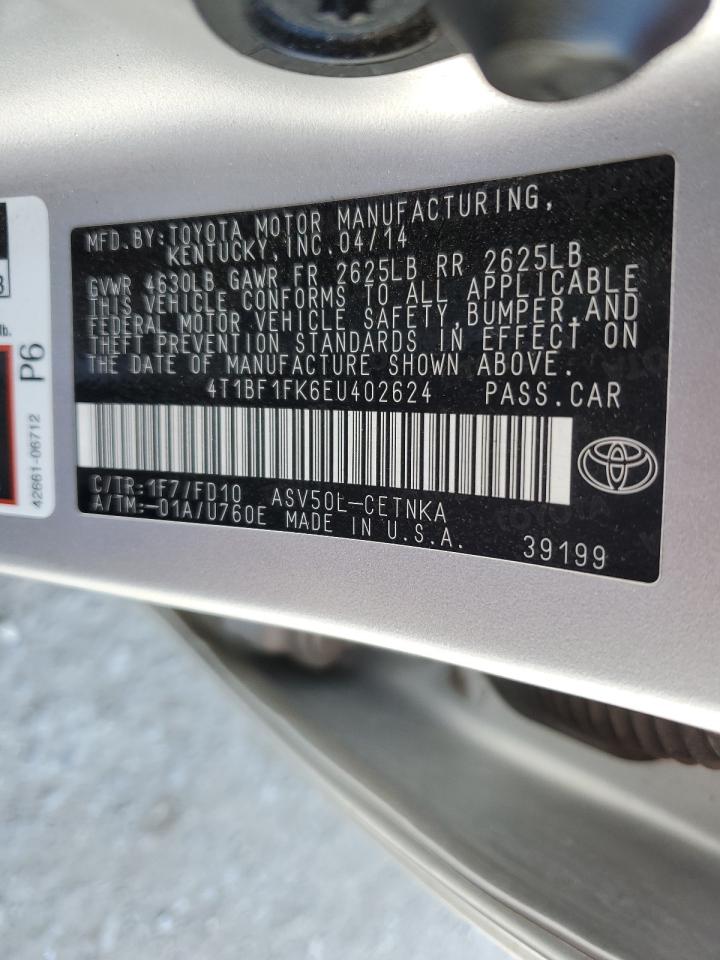 MFD.BY:TOYOTA MOTOR MANUFACTURING,
KENTUCKY,INC.04/14
GVWR 4630LB GAWR FR 2625LB RR 2625LB
THIS VEHICLE CONFORMS TO ALL APPLICABLE
FEDERAL MOTOR VEHICLE SAFETY,BUMPER,AND
THEFT PREVENTION STANDARDS IN EFFECT ON
THE DATE OF MANUFACTURE SHOWN ABOVE.
4T1BF1FK6EU402624 PASS.CAR
C/TR:1F7/FD10 ASV50L-CETNKA
A/TM:-01A/U760E MADE IN U.S.A.
39199
lb.
P6
42661-06712